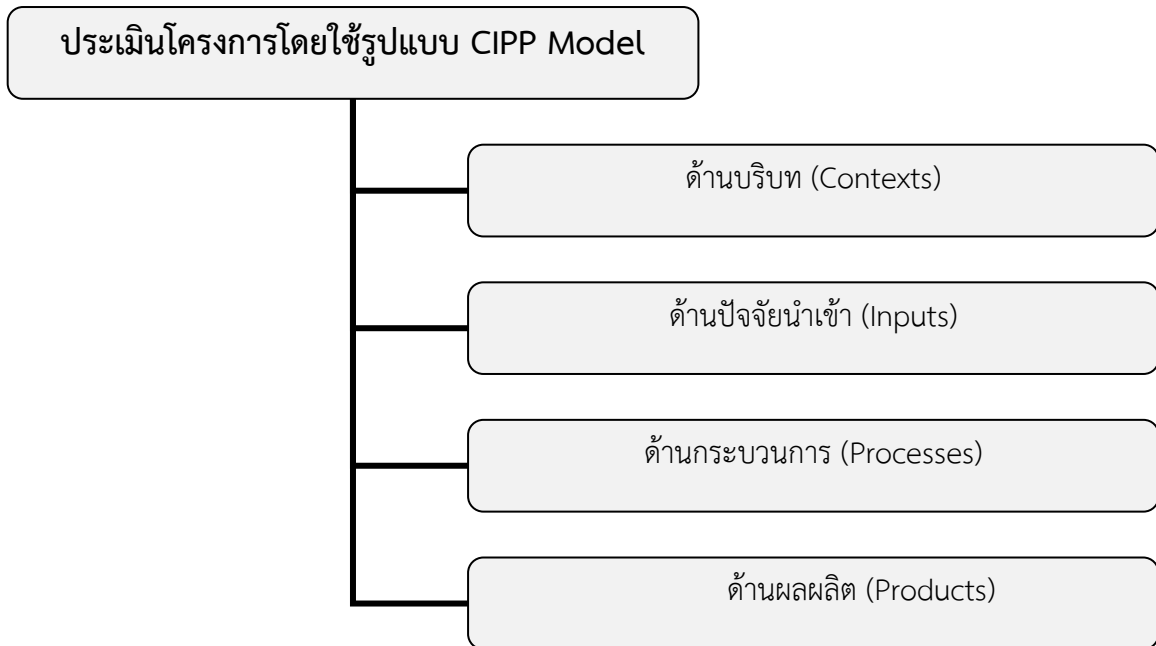 ประเมินโครงการโดยใช้รูปแบบ CIPP Model
ด้านบริบท (Contexts)
ด้านปัจจัยนำเข้า (Inputs)
ด้านกระบวนการ (Processes)
ด้านผลผลิต (Products)